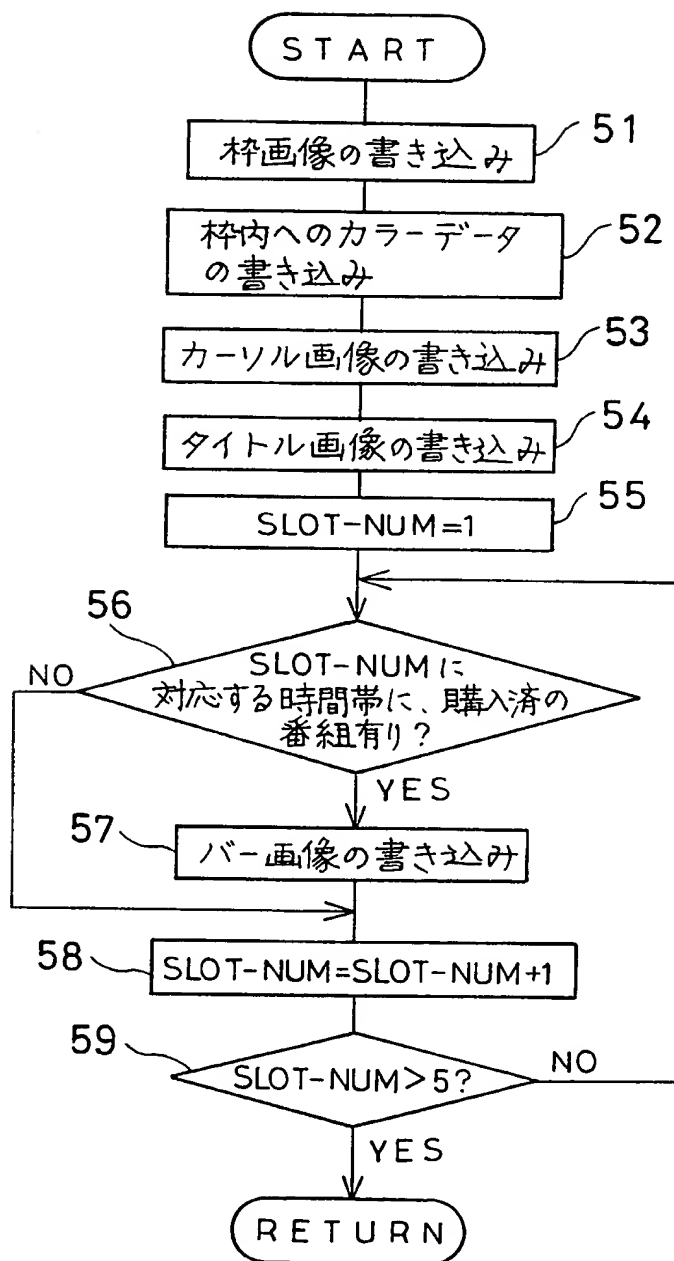 START
51
枠画像の書き込み
52
枠内へのカラーデータ
の書き込み
53
カーソル画像の書き込み
54
タイトル画像の書き込み
55
SLOT-NUM=1
56
NO
SLOT-NUMに
対応する時間帯に、購入済の
番組有り?
YES
57
バー画像の書き込み
58
SLOT-NUM=SLOT-NUM+1
59
SLOT-NUM>5?
NO
YES
RETURN